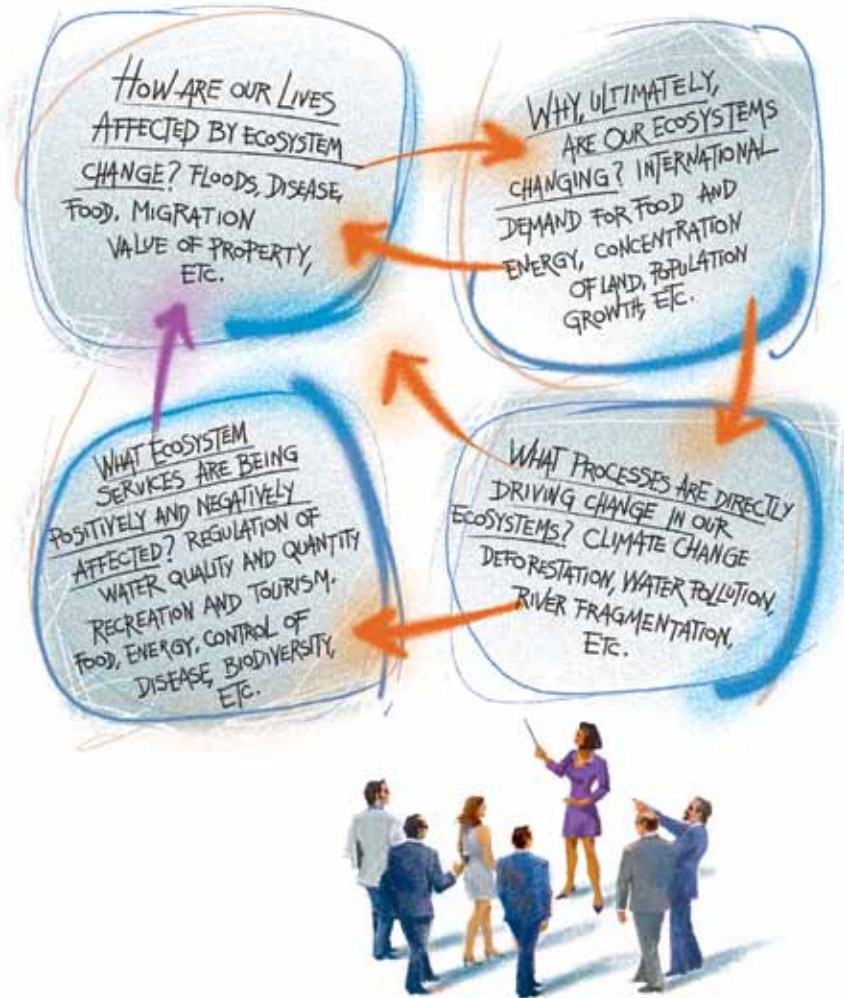 HOW ARE OUR LIVES
AFFECTED BY ECOSYSTEM
CHANGE? FLOODS, DISEASE,
FOOD, MIGRATION
VALUE OF PROPERTY,
ETC.
WHY, ULTIMATELY,
ARE OUR ECOSYSTEMS
CHANGING? INTERNATIONAL
DEMAND FOR FOOD AND
ENERGY, CONCENTRATION
OF LAND, POPULATION
GROWTH, ETC.
WHAT ECOSYSTEM
SERVICES ARE BEING
POSITIVELY AND NEGATIVELY
AFFECTED? REGULATION OF
WATER QUALITY AND QUANTITY
RECREATION AND TOURISM.
FOOD, ENERGY, CONTROL OF
DISEASE, BIODIVERSITY,
ETC.
WHAT PROCESSES ARE DIRECTLY
DRIVING CHANGE IN OUR
ECOSYSTEMS? CLIMATE CHANGE
DEFORESTATION, WATER POLLUTION,
RIVER FRAGMENTATION,
ETC.